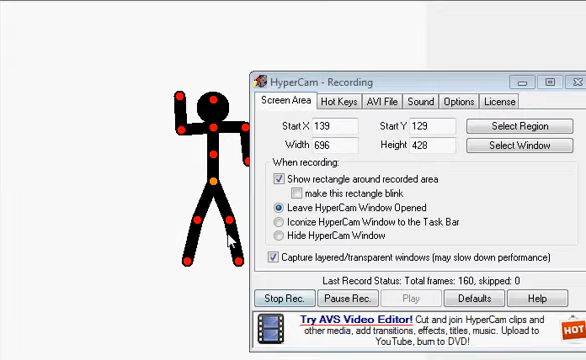 HyperCam - Recording
Screen Area Hot Keys AVI File Sound Options License
Start X 139 Start Y 129 Select Region
Width 696 Height 428 Select Window
When recording:
Show rectangle around recorded area
make this rectangle blink
Leave HyperCam Window Opened
Iconize HyperCam Window to the Task Bar
Hide HyperCam Window
Capture layered/transparent windows (may slow down performance)
Last Record Status: Total frames: 160, skipped: 0
Stop Rec. Pause Rec. Play Defaults Help
Try AVS Video Editor! Cut and join HyperCam clips and
other media, add transitions, effects, titles, music. Upload to
YouTube, burn to DVD!
HOT